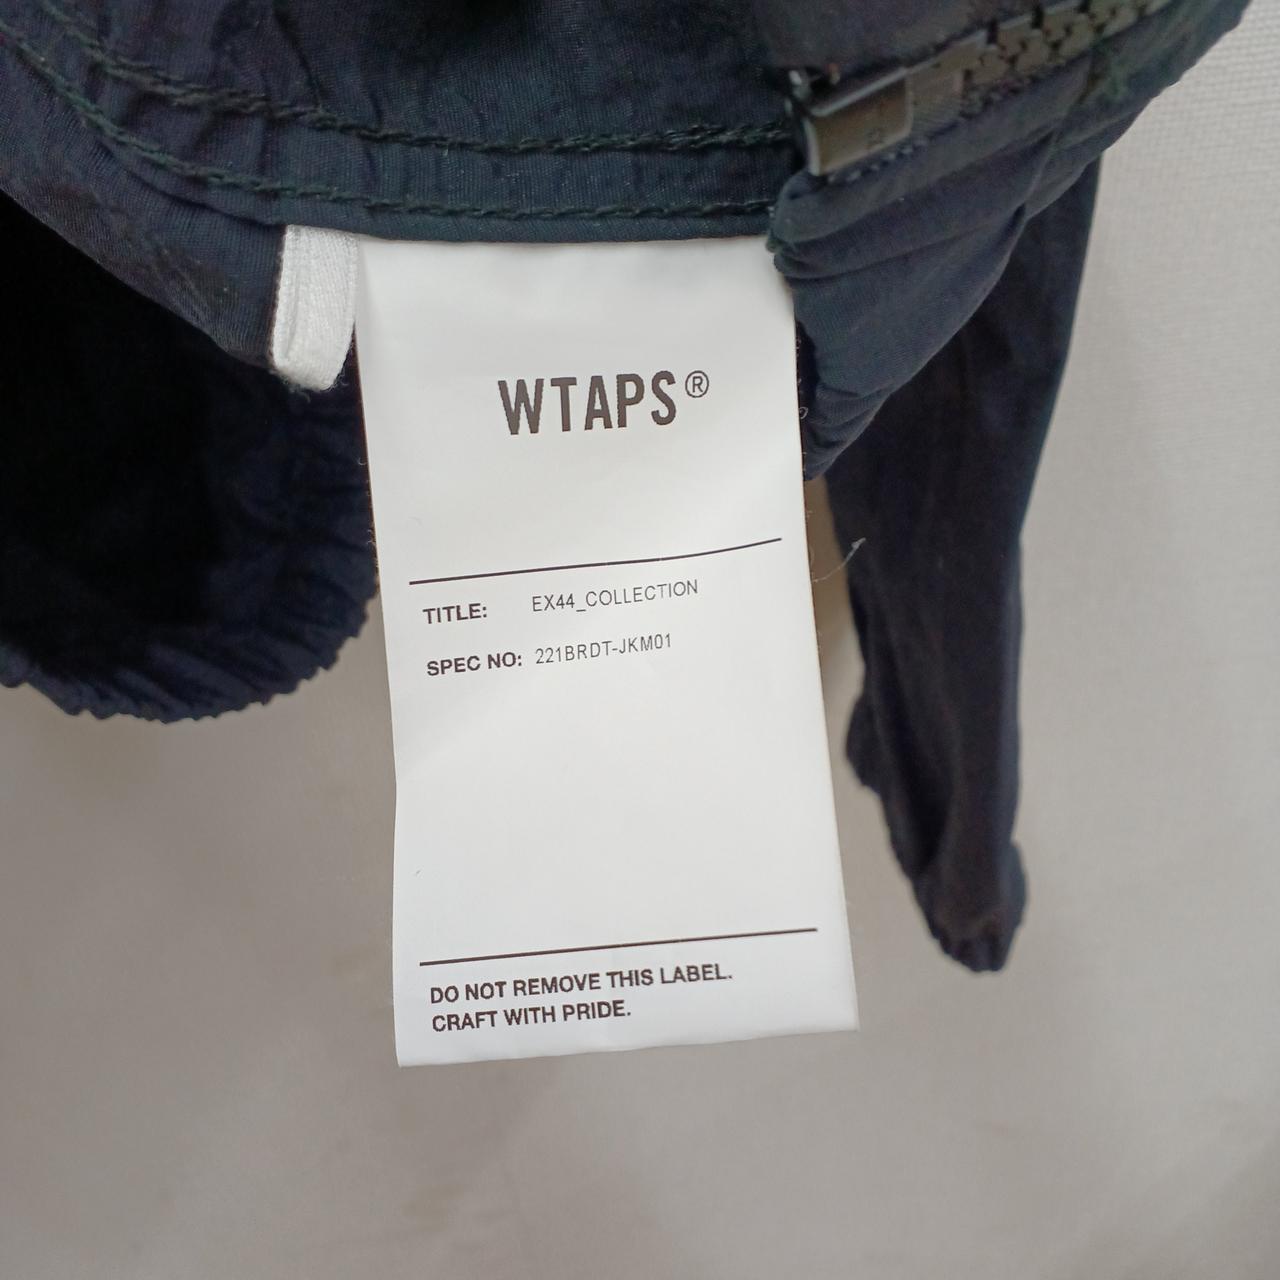 WTAPS®
TITLE: EX44_COLLECTION
SPEC NO: 221BRDT-JKM01
DO NOT REMOVE THIS LABEL.
CRAFT WITH PRIDE.